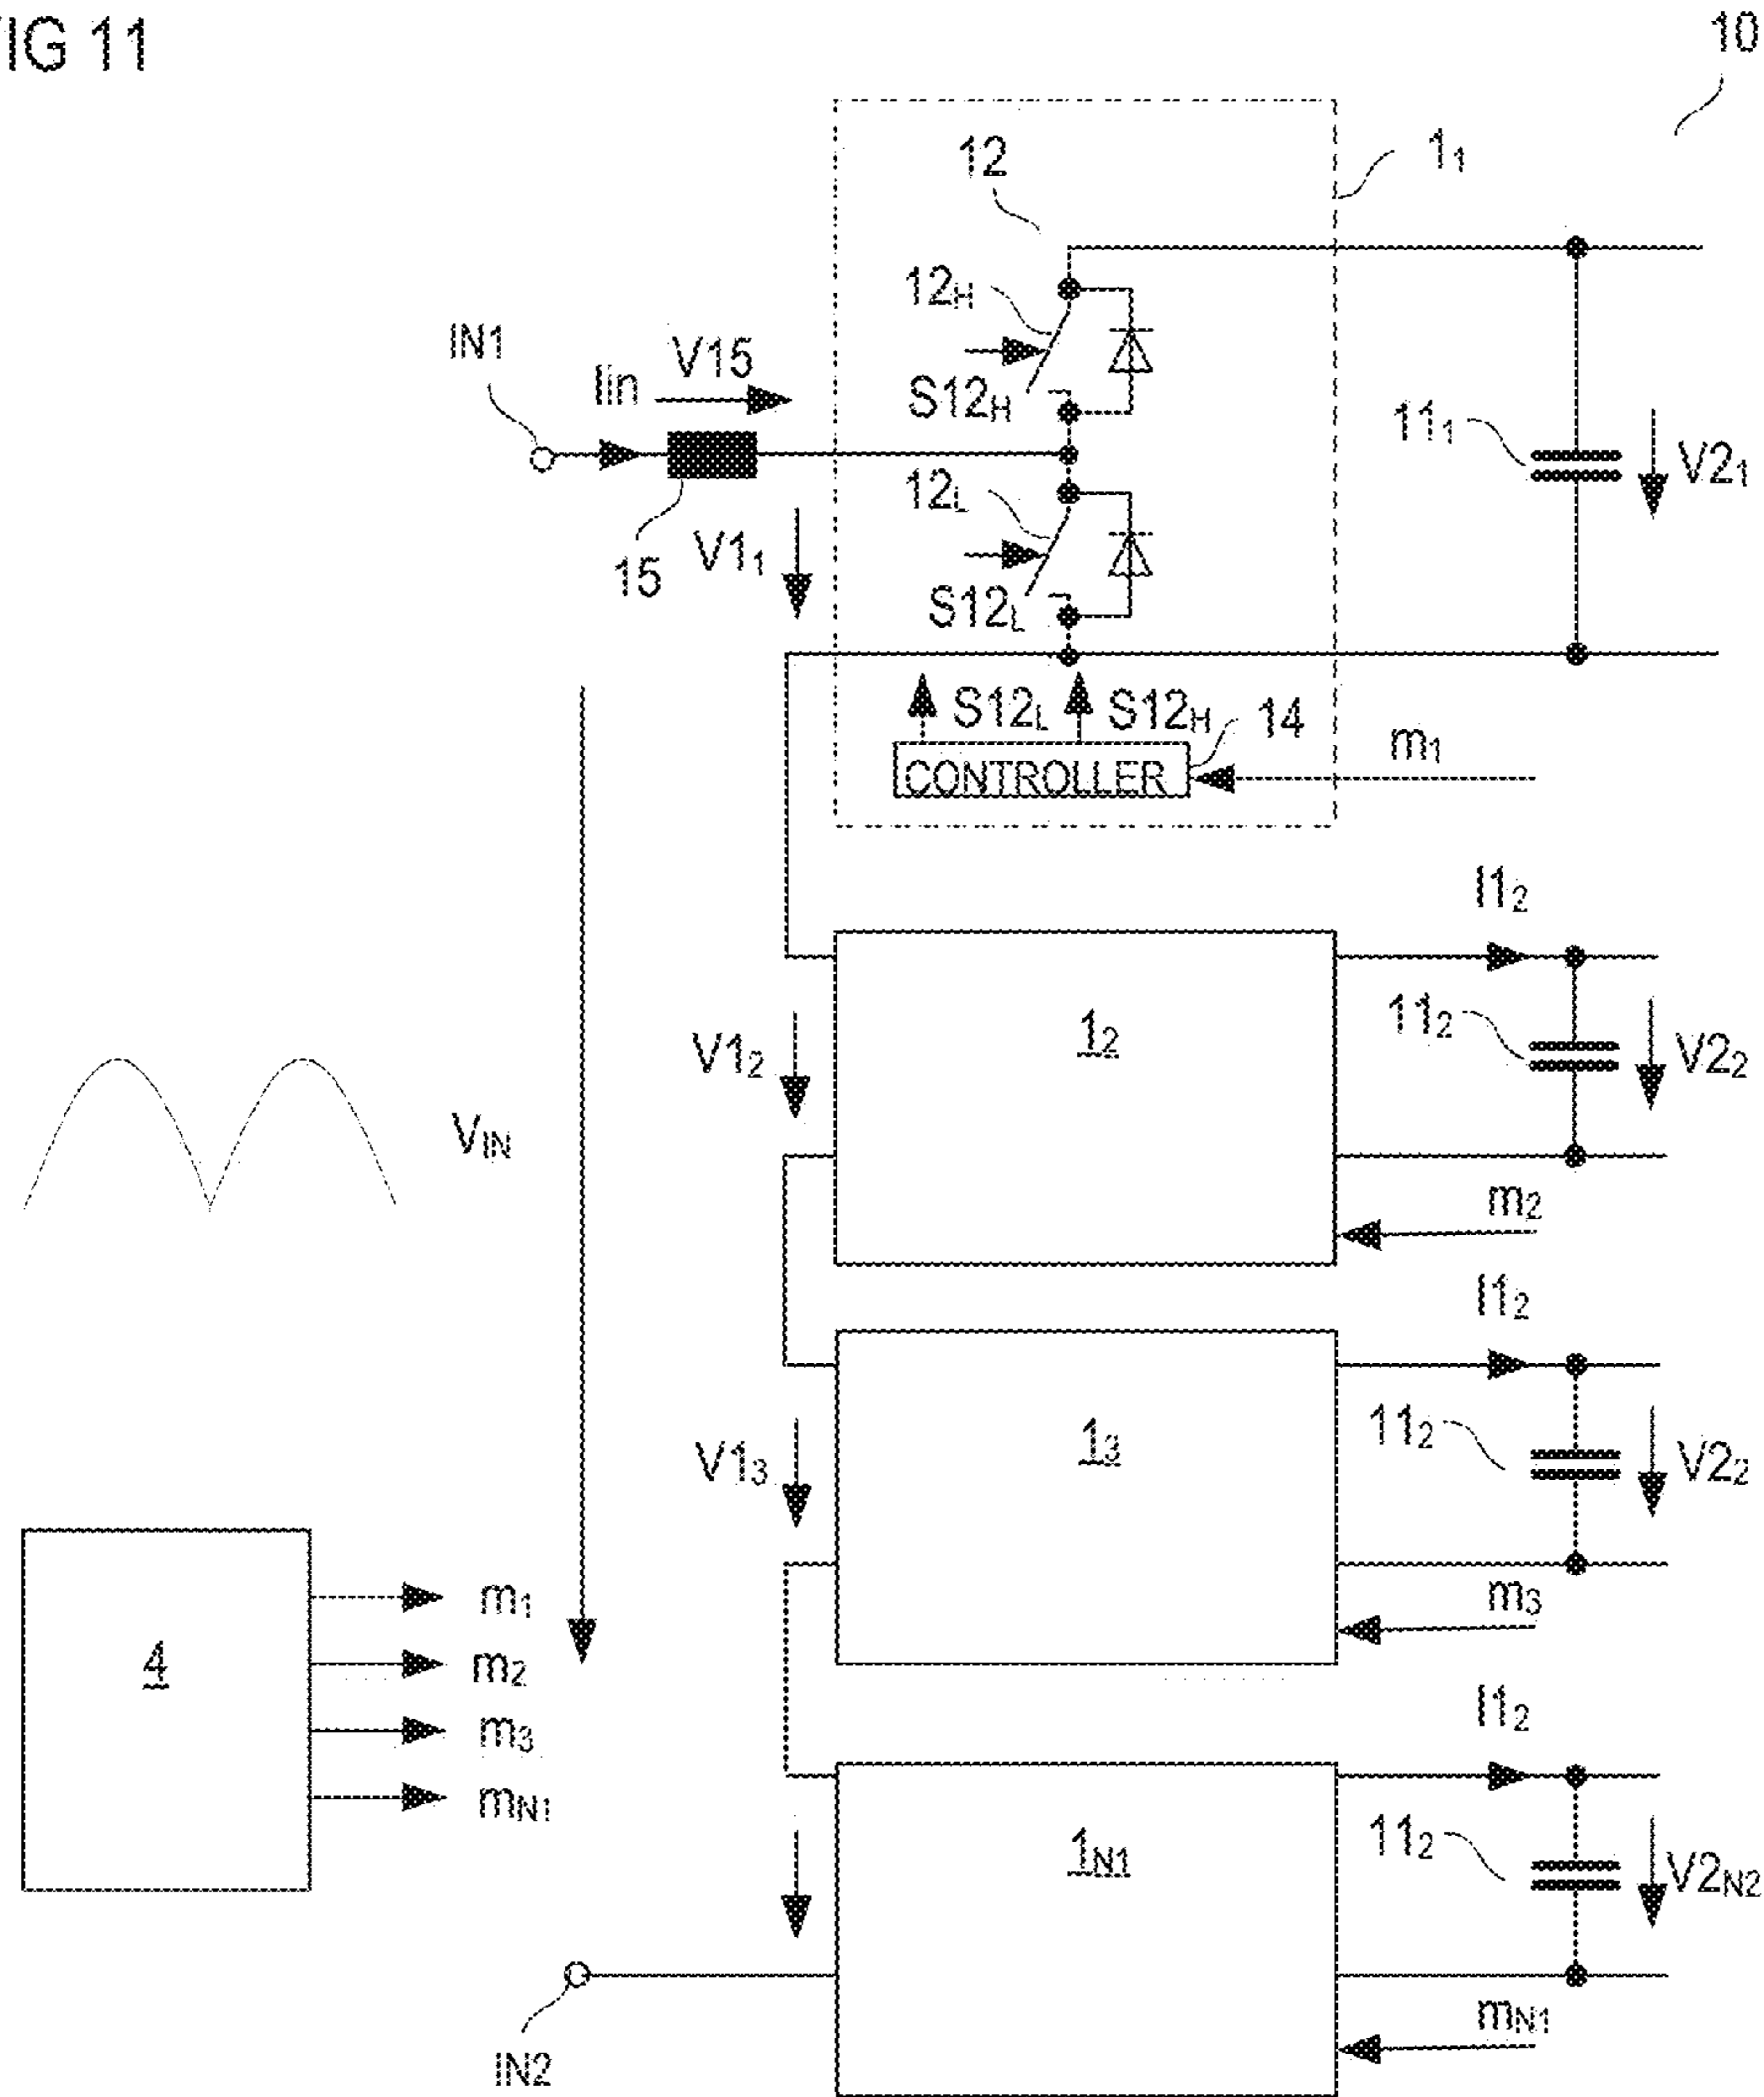 FIG 11
10
12
1₁
12H
IN1
Iin
V15
S12H
11₁
V2₁
12L
15
V1₁
S12L
S12L
S12H
14
m₁
CONTROLLER
I1₂
V1₂
1₂
11₂
V2₂
VIN
m₂
I1₂
V1₃
1₃
11₂
V2₂
m₃
4
m₁
m₂
m₃
mN1
I1₂
1N1
11₂
V2N2
IN2
mN1